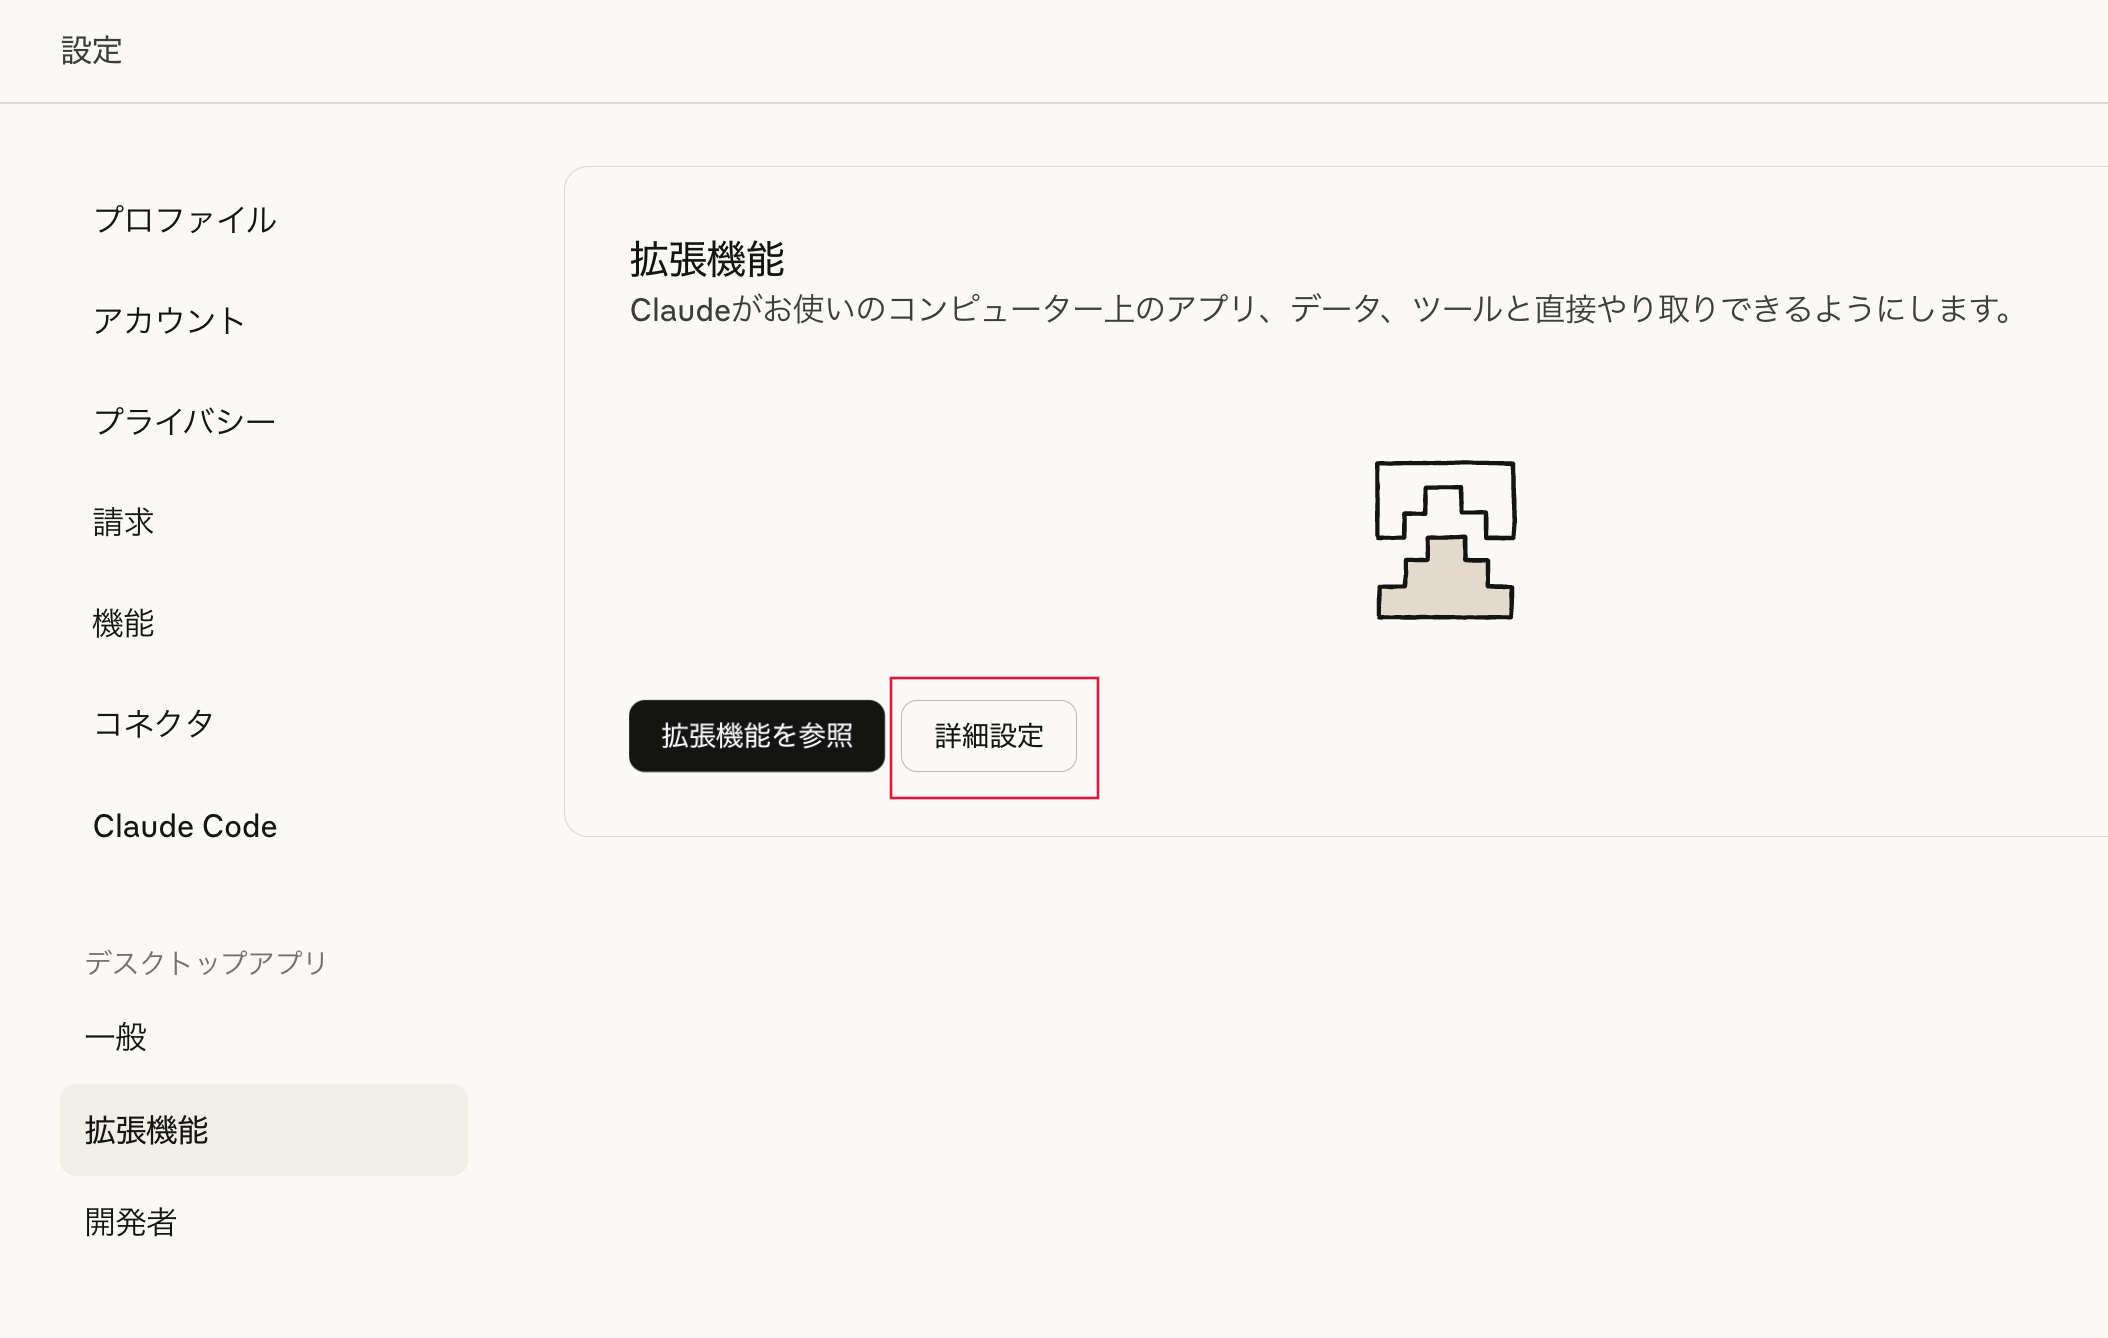 設定
プロファイル
アカウント
プライバシー
請求
機能
コネクタ
Claude Code
デスクトップアプリ
一般
拡張機能
開発者
拡張機能
Claudeがお使いのコンピューター上のアプリ、データ、ツールと直接やり取りできるようにします。
拡張機能を参照
詳細設定